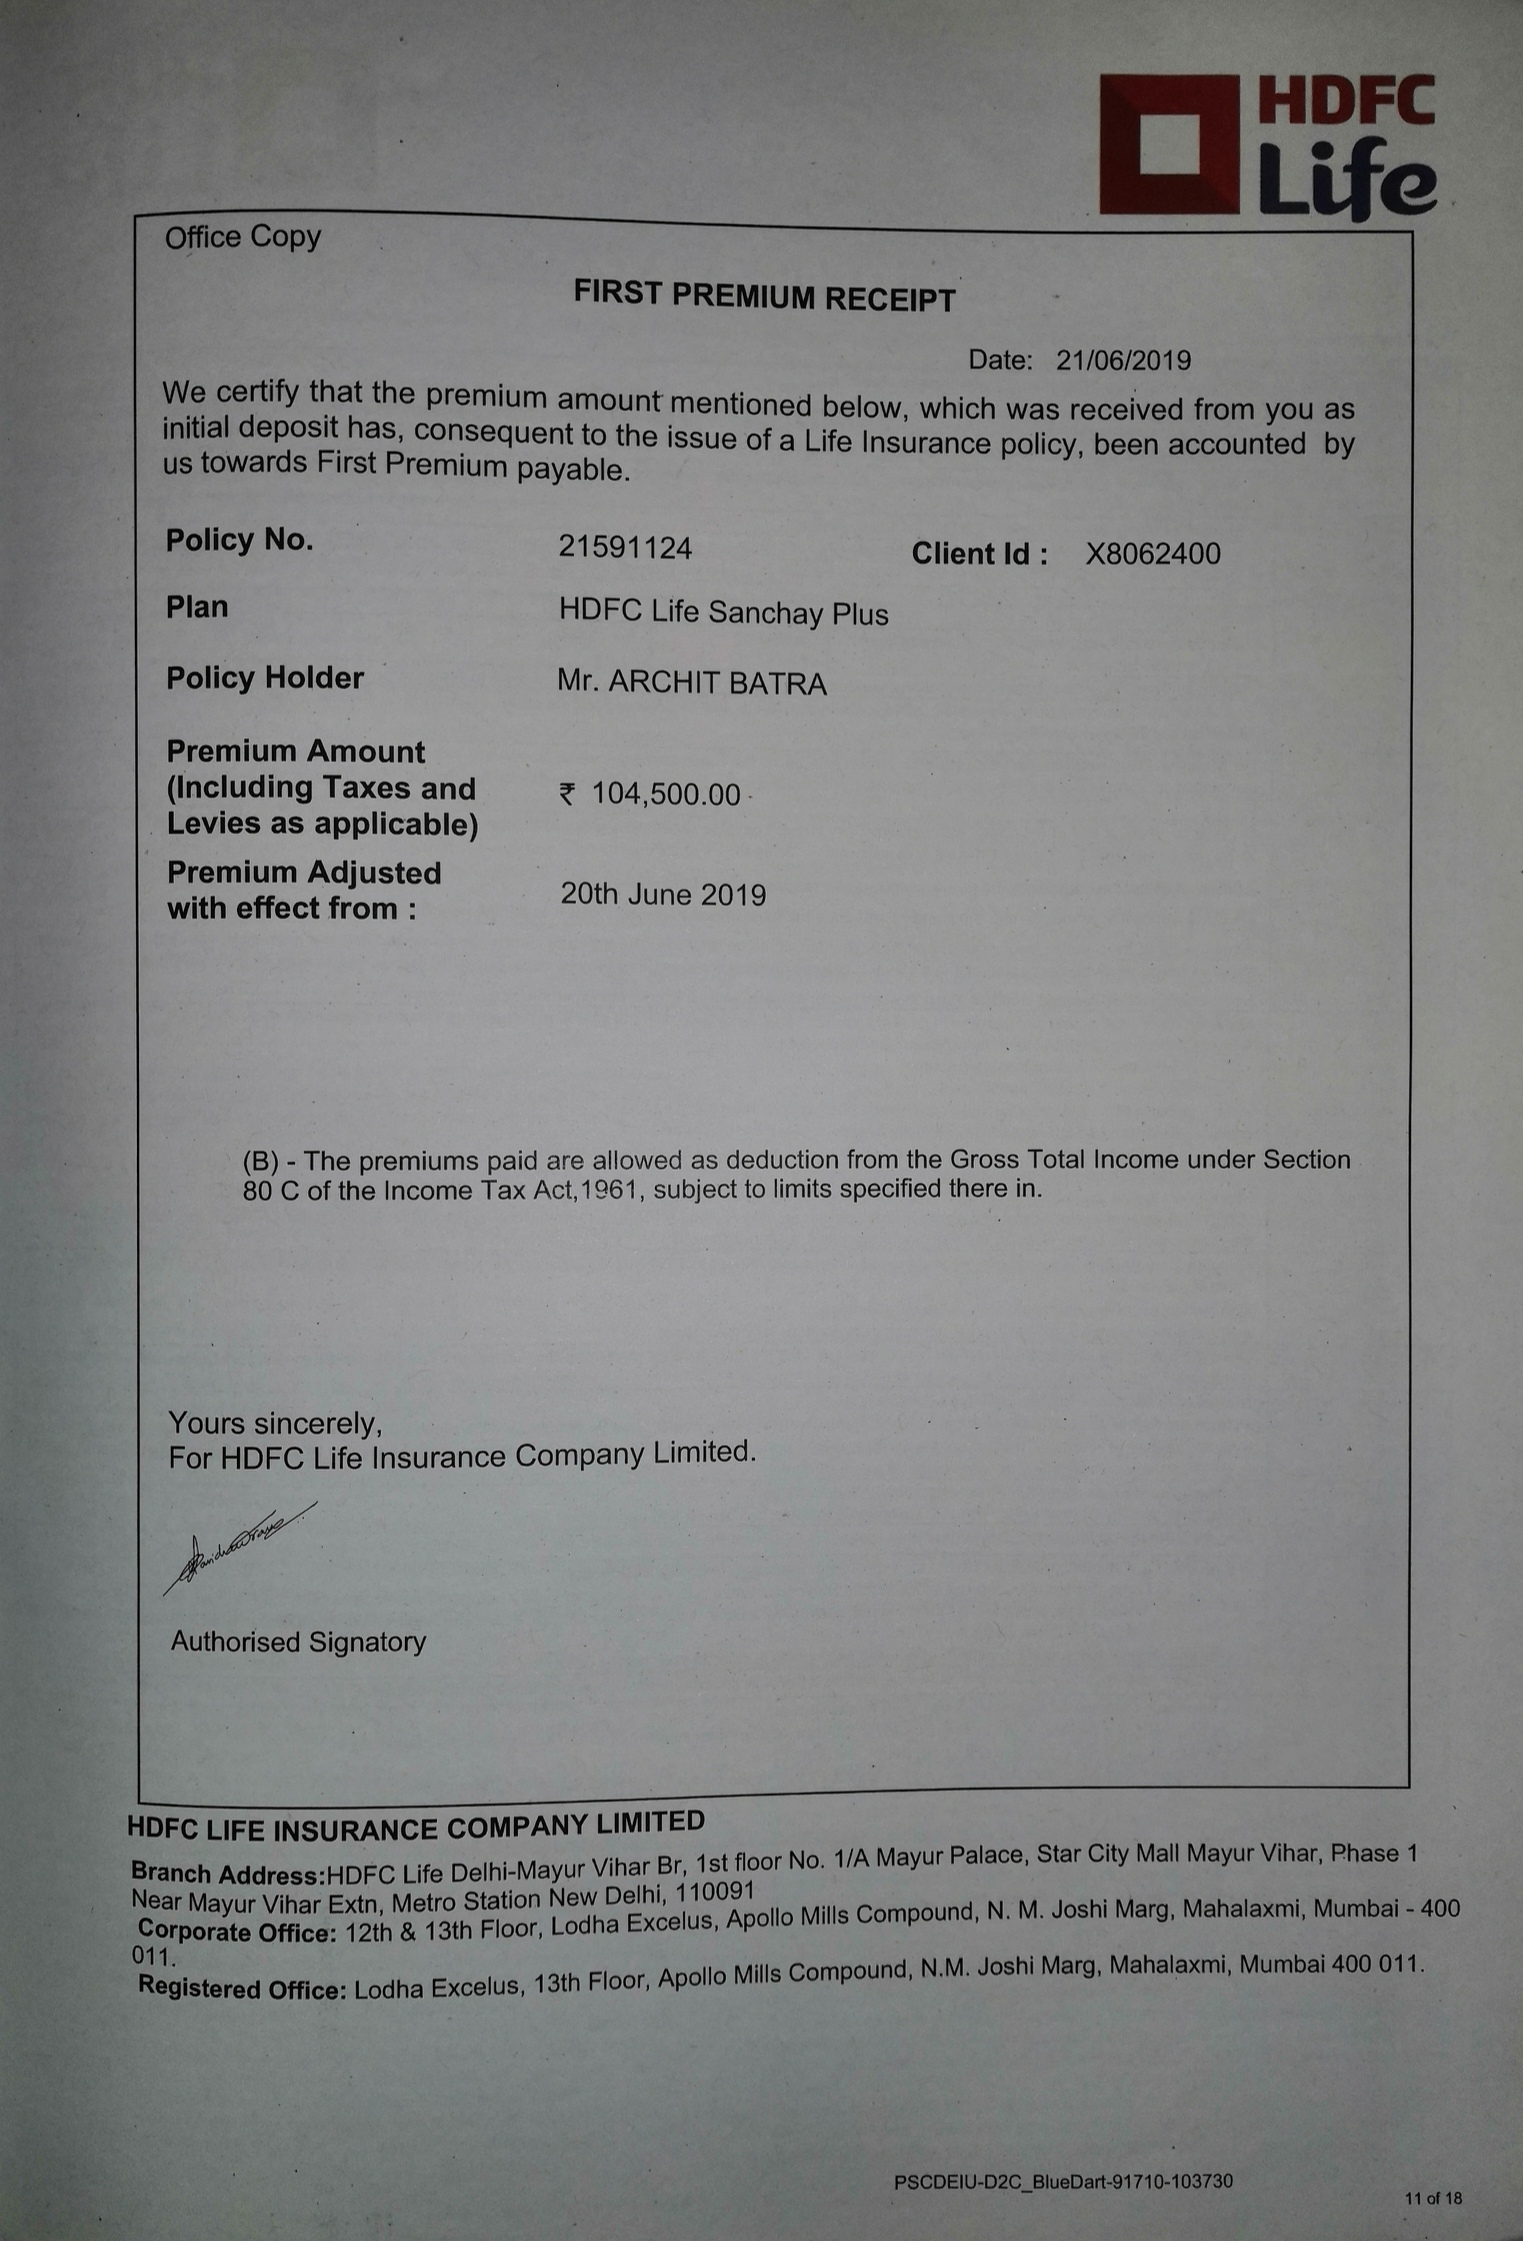 HDFC
Life
Office Copy
FIRST PREMIUM RECEIPT
Date: 21/06/2019
We certify that the premium amount mentioned below, which was received from you as
initial deposit has, consequent to the issue of a Life Insurance policy, been accounted by
us towards First Premium payable.
Policy No. 21591124 Client Id : X8062400
Plan HDFC Life Sanchay Plus
Policy Holder Mr. ARCHIT BATRA
Premium Amount
(Including Taxes and ₹ 104,500.00
Levies as applicable)
Premium Adjusted
with effect from : 20th June 2019
(B) - The premiums paid are allowed as deduction from the Gross Total Income under Section
80 C of the Income Tax Act,1961, subject to limits specified there in.
Yours sincerely,
For HDFC Life Insurance Company Limited.
Authorised Signatory
HDFC LIFE INSURANCE COMPANY LIMITED
Branch Address:HDFC Life Delhi-Mayur Vihar Br, 1st floor No. 1/A Mayur Palace, Star City Mall Mayur Vihar, Phase 1
Near Mayur Vihar Extn, Metro Station New Delhi, 110091
Corporate Office: 12th & 13th Floor, Lodha Excelus, Apollo Mills Compound, N. M. Joshi Marg, Mahalaxmi, Mumbai - 400
011.
Registered Office: Lodha Excelus, 13th Floor, Apollo Mills Compound, N.M. Joshi Marg, Mahalaxmi, Mumbai 400 011.
PSCDEIU-D2C_BlueDart-91710-103730
11 of 18